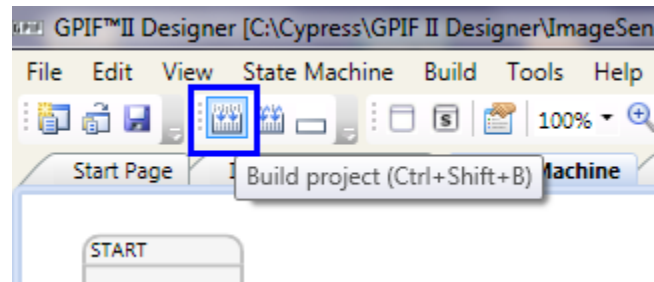 GPIF™II Designer [C:\Cypress\GPIF II Designer\ImageSen
File Edit View State Machine Build Tools Help
S 100%
Start Page Machine
Build project (Ctrl+Shift+B)
START